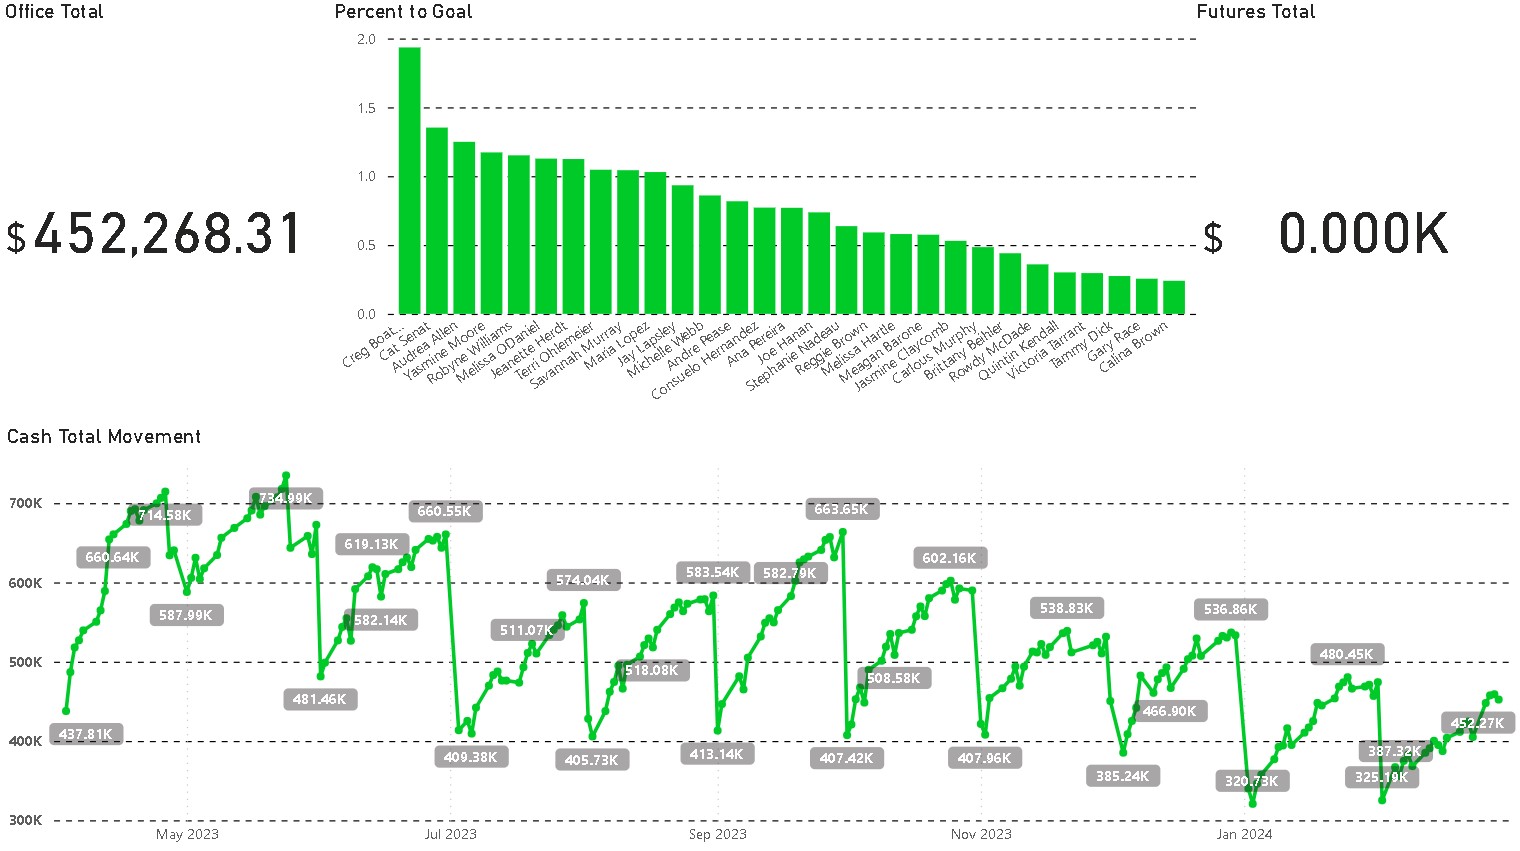 Office Total
$452,268.31
Percent to Goal
2.0
1.5
1.0
0.5
0.0
Creg Boat...
Cat Senat
Audrea Allen
Yasmine Moore
Robyne Williams
Melissa ODaniel
Jeanette Herdt
Terri Ohlemeier
Savannah Murray
Maria Lopez
Jay Lapsley
Michelle Webb
Andre Pease
Consuelo Hernandez
Ana Pereira
Joe Hanan
Stephanie Nadeau
Reggie Brown
Melissa Hartle
Meagan Barone
Jasmine Claycomb
Carlous Murphy
Brittany Beihler
Rowdy McDade
Quintin Kendall
Victoria Tarrant
Tammy Dick
Gary Race
Calina Brown
Futures Total
$ 0.000K
Cash Total Movement
700K
600K
500K
400K
300K
437.81K
660.64K
714.58K
587.99K
734.99K
481.46K
619.13K
582.14K
660.55K
409.38K
511.07K
574.04K
405.73K
518.08K
583.54K
413.14K
582.79K
663.65K
407.42K
508.58K
602.16K
407.96K
538.83K
385.24K
466.90K
536.86K
320.73K
480.45K
325.19K
387.32K
452.27K
May 2023
Jul 2023
Sep 2023
Nov 2023
Jan 2024